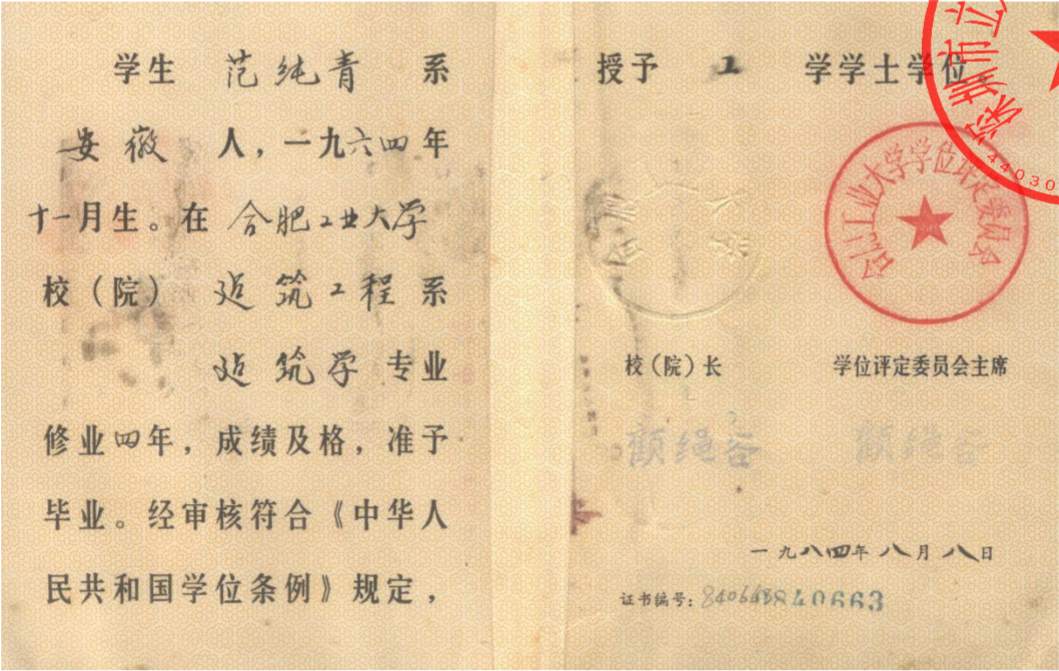 学生 范纯青 系
安徽 人，一九六四年
十一月生。在 合肥工业大学
校（院） 建筑工程系
建筑学专业
修业四年，成绩及格，准予
毕业。经审核符合《中华人
民共和国学位条例》规定，
授予 工 学学士学位。
合肥工业大学学位评定委员会
校（院）长
学位评定委员会主席
一九八四年八月八日
证书编号：
840663
44030